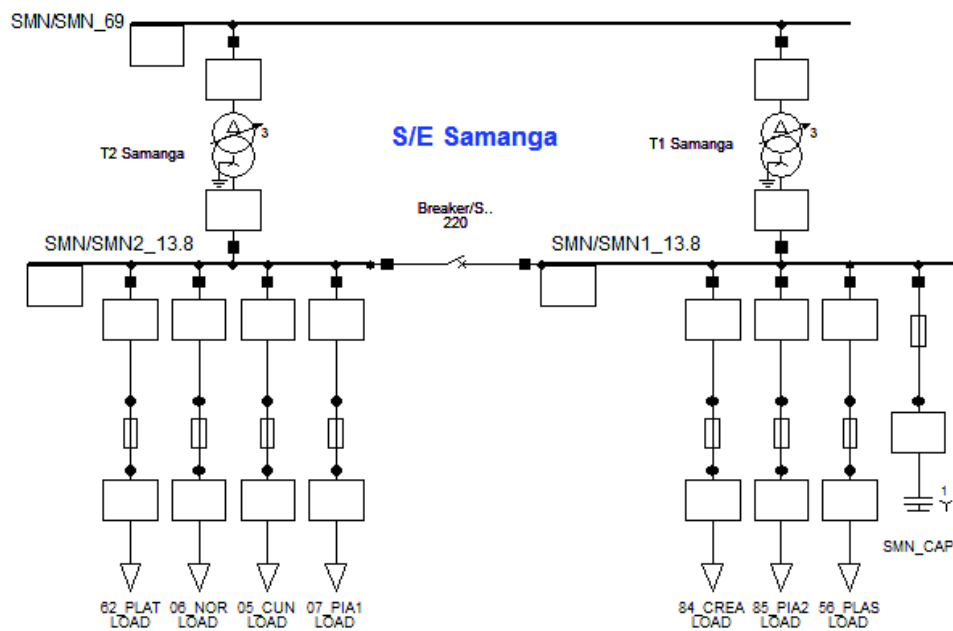 SMN/SMN_69
3
3
S/E Samanga
T2 Samanga
T1 Samanga
Breaker/S..
220
SMN/SMN2_13.8
SMN/SMN1_13.8
1
SMN_CAP
62_PLAT
LOAD
06_NOR
LOAD
05_CUN
LOAD
07_PIA1
LOAD
84_CREA
LOAD
85_PIA2
LOAD
56_PLAS
LOAD